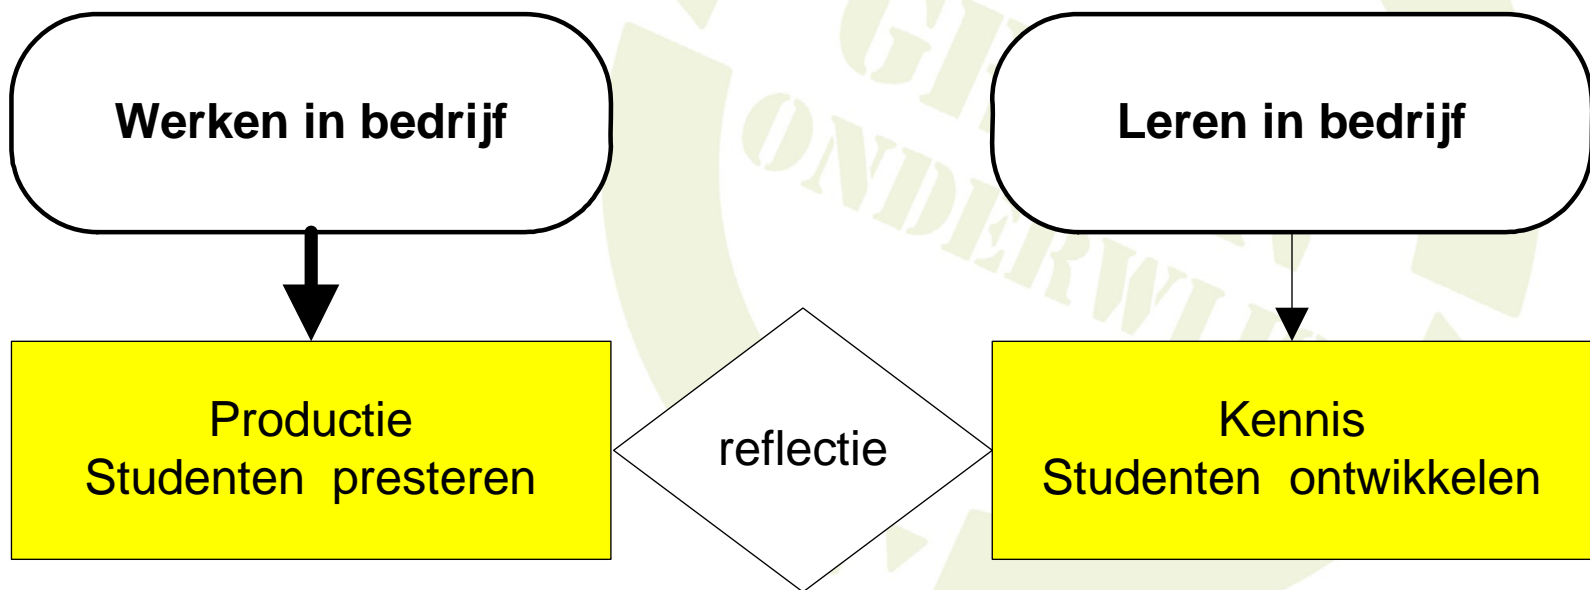 Werken in bedrijf
Leren in bedrijf
Productie
Studenten presteren
reflectie
Kennis
Studenten ontwikkelen